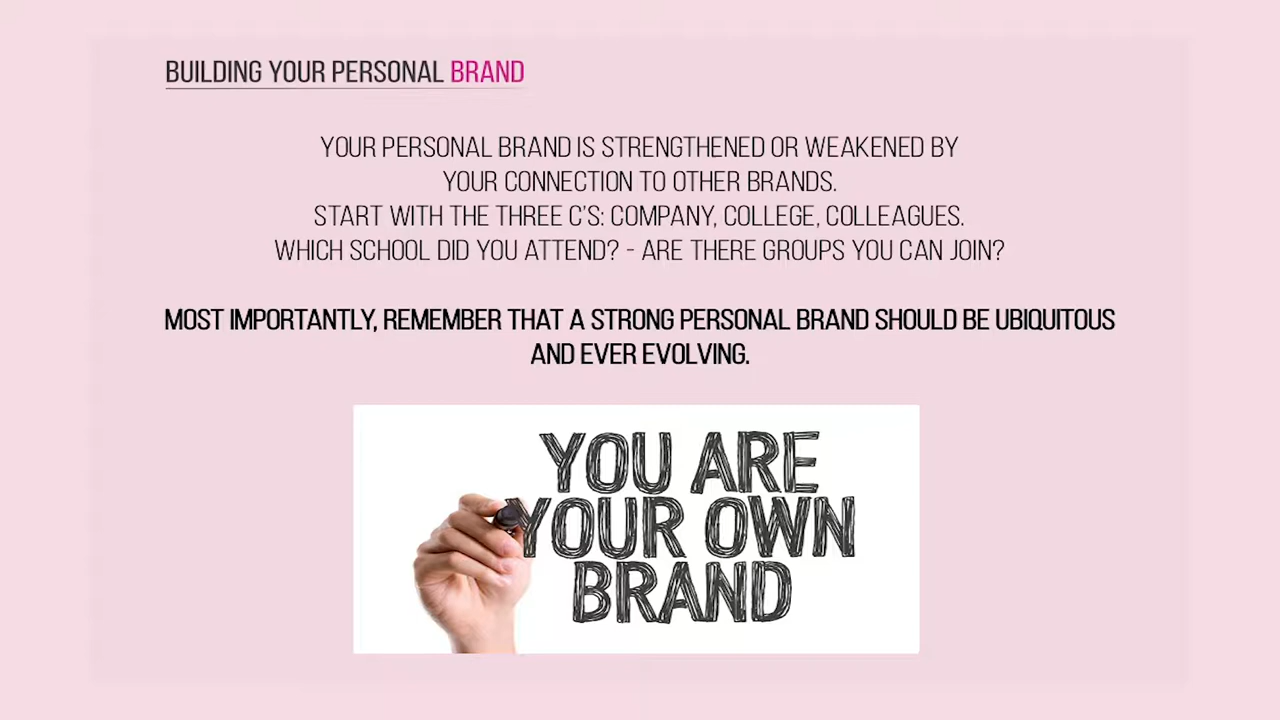 BUILDING YOUR PERSONAL BRAND
YOUR PERSONAL BRAND IS STRENGTHENED OR WEAKENED BY
YOUR CONNECTION TO OTHER BRANDS.
START WITH THE THREE C'S: COMPANY, COLLEGE, COLLEAGUES.
WHICH SCHOOL DID YOU ATTEND? - ARE THERE GROUPS YOU CAN JOIN?
MOST IMPORTANTLY, REMEMBER THAT A STRONG PERSONAL BRAND SHOULD BE UBIQUITOUS
AND EVER EVOLVING.
YOU ARE
YOUR OWN
BRAND